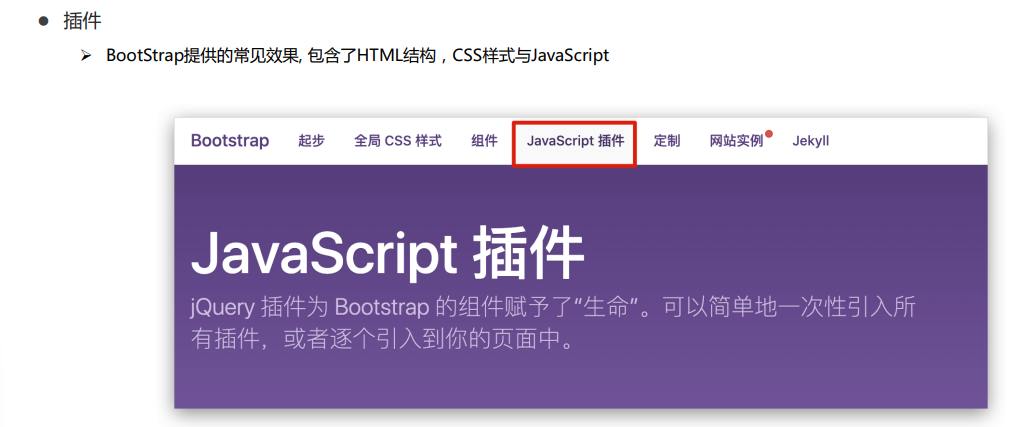 插件
BootStrap提供的常见效果, 包含了HTML结构，CSS样式与JavaScript
Bootstrap 起步 全局 CSS 样式 组件 JavaScript 插件 定制 网站实例 Jekyll
JavaScript 插件
jQuery 插件为 Bootstrap 的组件赋予了“生命”。可以简单地一次性引入所
有插件，或者逐个引入到你的页面中。